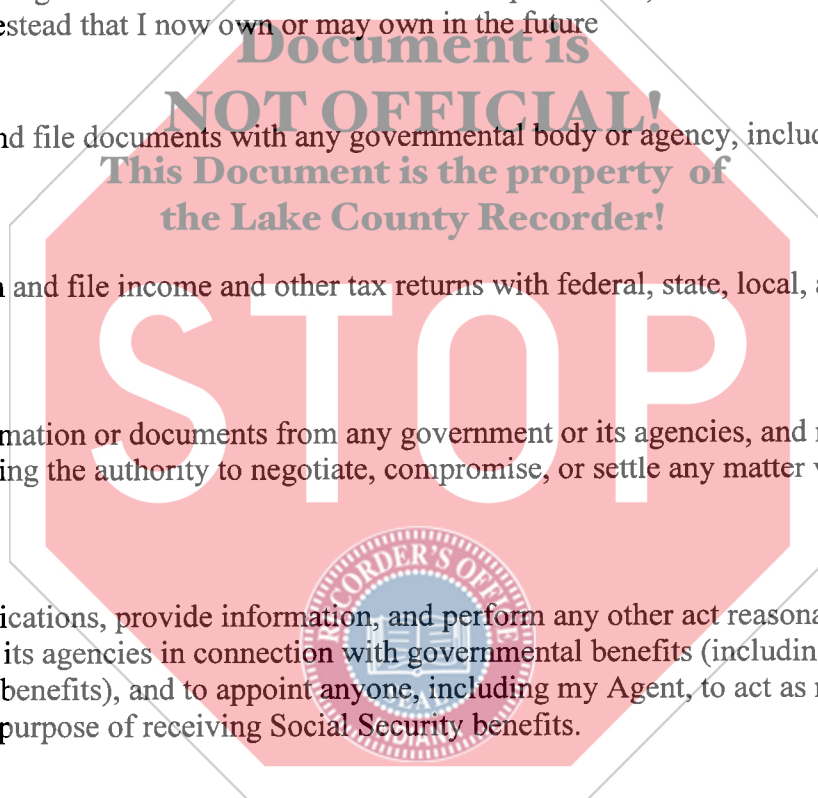 estead that I now own or may own in the future
Document is
NOT OFFICIAL!
nd file documents with any governmental body or agency, includ
This Document is the property of
the Lake County Recorder!
and file income and other tax returns with federal, state, local,
STOP
mation or documents from any government or its agencies, and
ing the authority to negotiate, compromise, or settle any matter
RECORDER'S OFFICE
ications, provide information, and perform any other act reasona
its agencies in connection with governmental benefits (includin
benefits), and to appoint anyone, including my Agent, to act as
SEAL
purpose of receiving Social Security benefits.
INDIANA